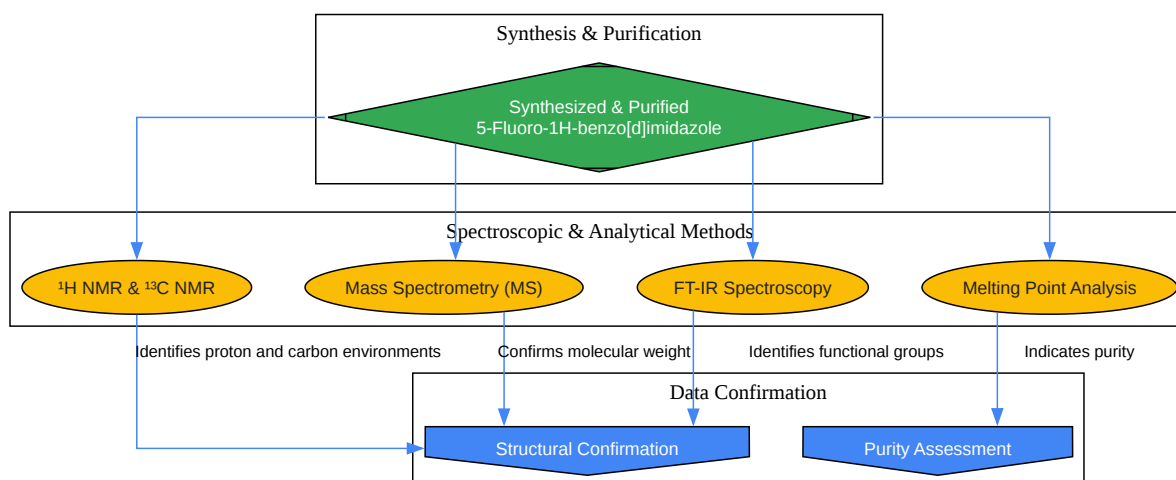 Synthesis & Purification
Synthesized & Purified
5-Fluoro-1H-benzo[d]imidazole
Spectroscopic & Analytical Methods
¹H NMR & ¹³C NMR
Mass Spectrometry (MS)
FT-IR Spectroscopy
Melting Point Analysis
Identifies proton and carbon environments
Confirms molecular weight
Identifies functional groups
Indicates purity
Data Confirmation
Structural Confirmation
Purity Assessment